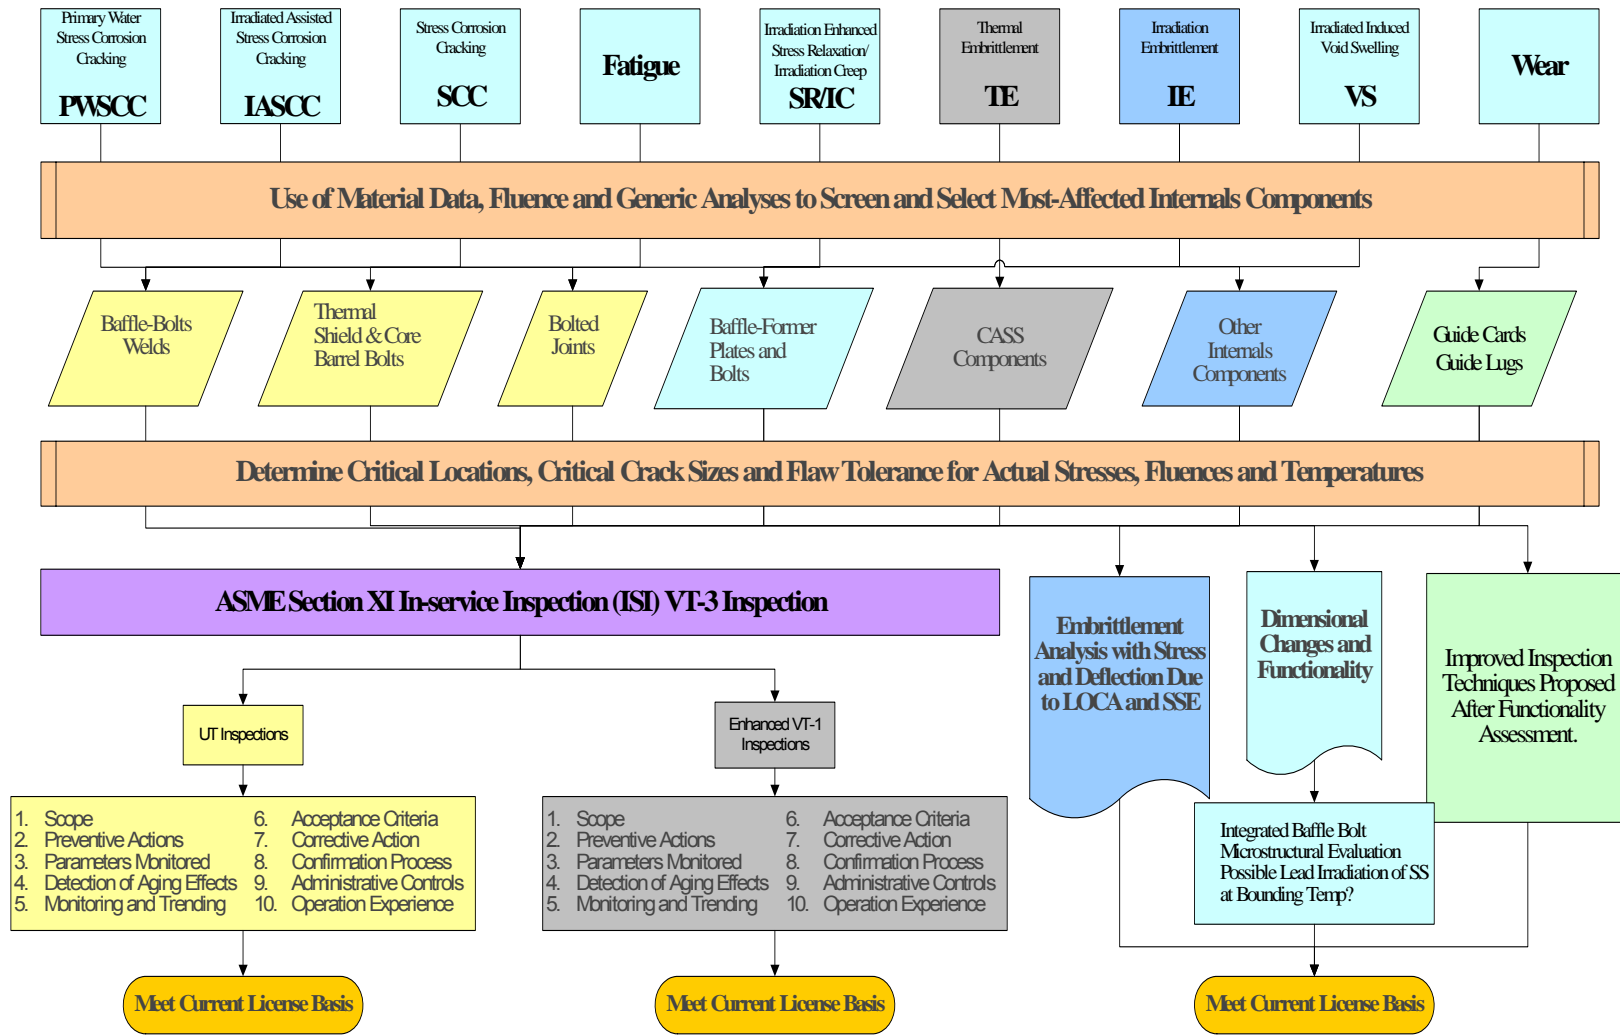 Primary Water
Stress Corrosion
Cracking
PWSCC
Irradiated Assisted
Stress Corrosion
Cracking
IASCC
Stress Corrosion
Cracking
SCC
Fatigue
Irradiation Enhanced
Stress Relaxation/
Irradiation Creep
SR/IC
Thermal
Embrittlement
TE
Irradiation
Embrittlement
IE
Irradiated Induced
Void Swelling
VS
Wear
Use of Material Data, Fluence and Generic Analyses to Screen and Select Most-Affected Internals Components
Baffle-Bolts
Welds
Thermal
Shield & Core
Barrel Bolts
Bolted
Joints
Baffle-Former
Plates and
Bolts
CASS
Components
Other
Internals
Components
Guide Cards
Guide Lugs
Determine Critical Locations, Critical Crack Sizes and Flaw Tolerance for Actual Stresses, Fluences and Temperatures
ASME Section XI In-service Inspection (ISI) VT-3 Inspection
Embrittlement
Analysis with Stress
and Deflection Due
to LOCA and SSE
Dimensional
Changes and
Functionality
Improved Inspection
Techniques Proposed
After Functionality
Assessment.
UT Inspections
Enhanced VT-1
Inspections
1. Scope
2. Preventive Actions
3. Parameters Monitored
4. Detection of Aging Effects
5. Monitoring and Trending
6. Acceptance Criteria
7. Corrective Action
8. Confirmation Process
9. Administrative Controls
10. Operation Experience
1. Scope
2. Preventive Actions
3. Parameters Monitored
4. Detection of Aging Effects
5. Monitoring and Trending
6. Acceptance Criteria
7. Corrective Action
8. Confirmation Process
9. Administrative Controls
10. Operation Experience
Integrated Baffle Bolt
Microstructural Evaluation
Possible Lead Irradiation of SS
at Bounding Temp?
Meet Current License Basis
Meet Current License Basis
Meet Current License Basis